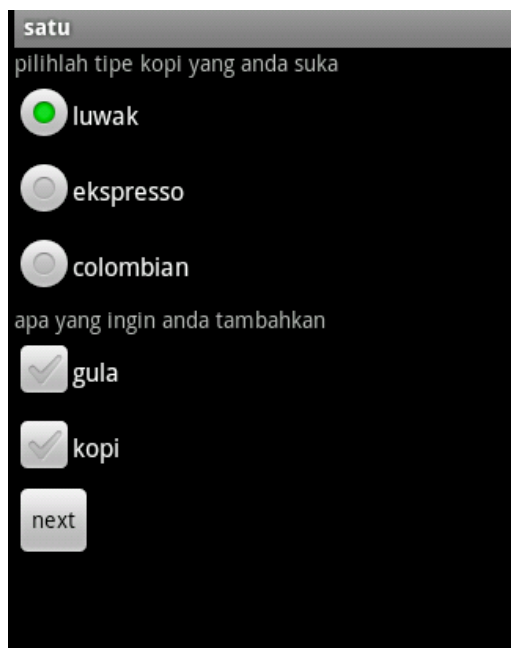 satu
pilihlah tipe kopi yang anda suka
luwak
ekspresso
colombian
apa yang ingin anda tambahkan
gula
kopi
next